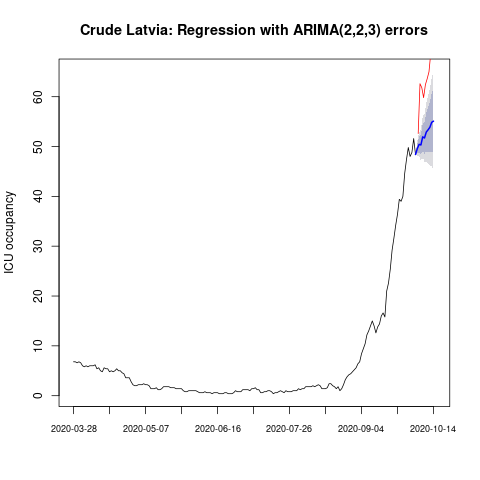 Crude Latvia: Regression with ARIMA(2,2,3) errors
ICU occupancy
60
50
40
30
20
10
0
2020-03-28 2020-05-07 2020-06-16 2020-07-26 2020-09-04 2020-10-14